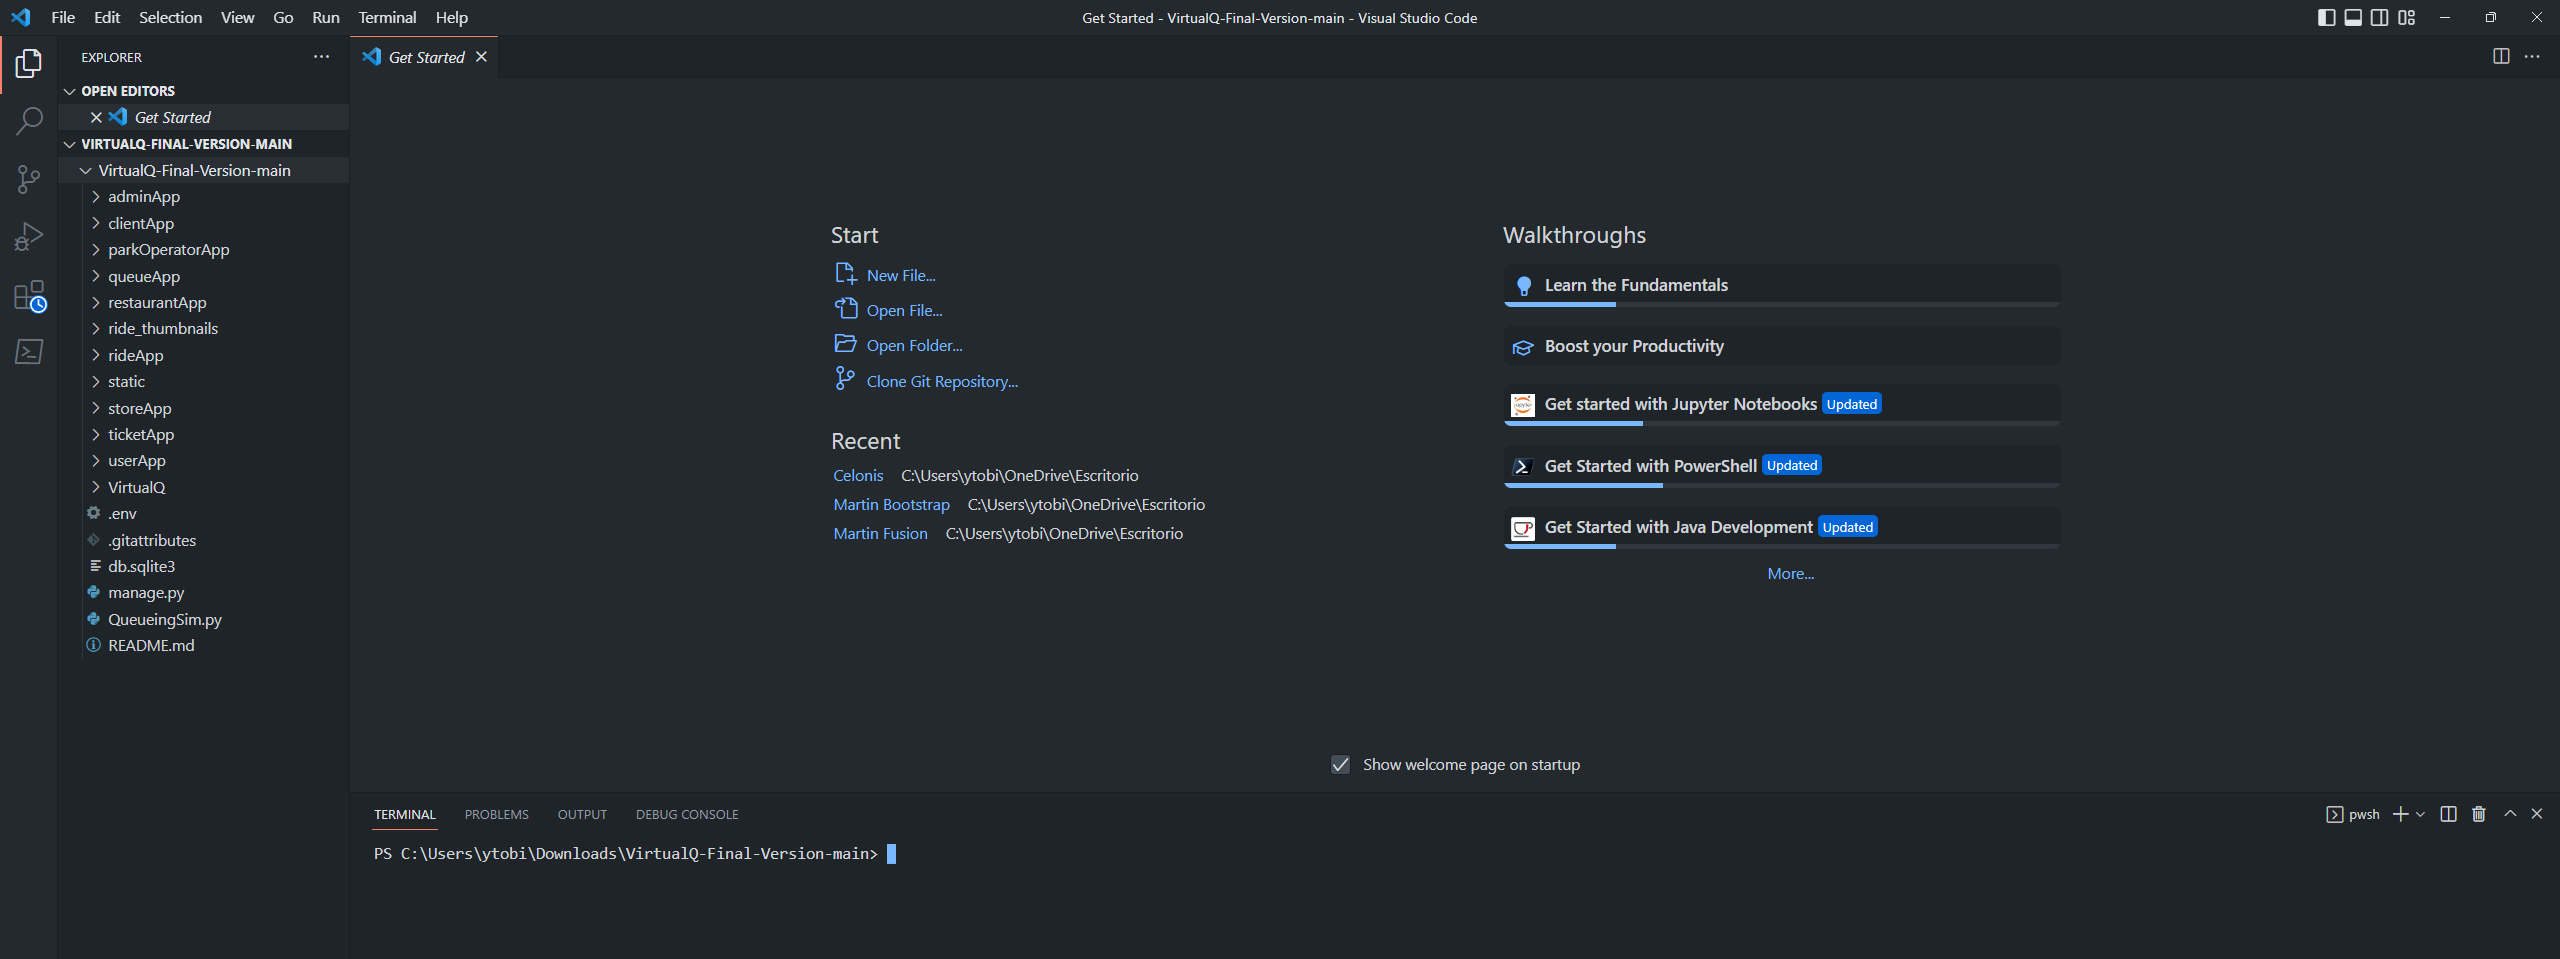 File Edit Selection View Go Run Terminal Help
Get Started - VirtualQ-Final-Version-main - Visual Studio Code
EXPLORER
OPEN EDITORS
Get Started
VIRTUALQ-FINAL-VERSION-MAIN
VirtualQ-Final-Version-main
adminApp
clientApp
parkOperatorApp
queueApp
restaurantApp
ride_thumbnails
rideApp
static
storeApp
ticketApp
userApp
VirtualQ
.env
.gitattributes
db.sqlite3
manage.py
QueueingSim.py
README.md
Get Started
Start
New File...
Open File...
Open Folder...
Clone Git Repository...
Recent
Celonis C:\Users\ytobi\OneDrive\Escritorio
Martin Bootstrap C:\Users\ytobi\OneDrive\Escritorio
Martin Fusion C:\Users\ytobi\OneDrive\Escritorio
Walkthroughs
Learn the Fundamentals
Boost your Productivity
Get started with Jupyter Notebooks Updated
Get Started with PowerShell Updated
Get Started with Java Development Updated
More...
Show welcome page on startup
TERMINAL PROBLEMS OUTPUT DEBUG CONSOLE
pwsh
PS C:\Users\ytobi\Downloads\VirtualQ-Final-Version-main>